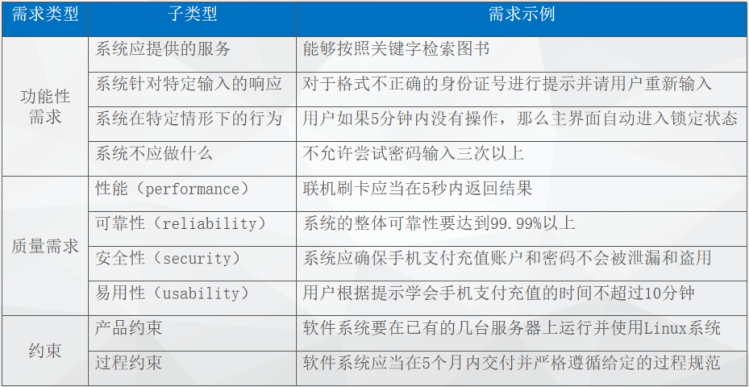 需求类型 子类型 需求示例
功能性需求
系统应提供的服务 能够按照关键字检索图书
系统针对特定输入的响应 对于格式不正确的身份证号进行提示并请用户重新输入
系统在特定情形下的行为 用户如果5分钟内没有操作，那么主界面自动进入锁定状态
系统不应做什么 不允许尝试密码输入三次以上
质量需求
性能（performance） 联机刷卡应当在5秒内返回结果
可靠性（reliability） 系统的整体可靠性要达到99.99%以上
安全性（security） 系统应确保手机支付充值账户和密码不会被泄漏和盗用
易用性（usability） 用户根据提示学会手机支付充值的时间不超过10分钟
约束
产品约束 软件系统要在已有的几台服务器上运行并使用Linux系统
过程约束 软件系统应当在5个月内交付并严格遵循给定的过程规范